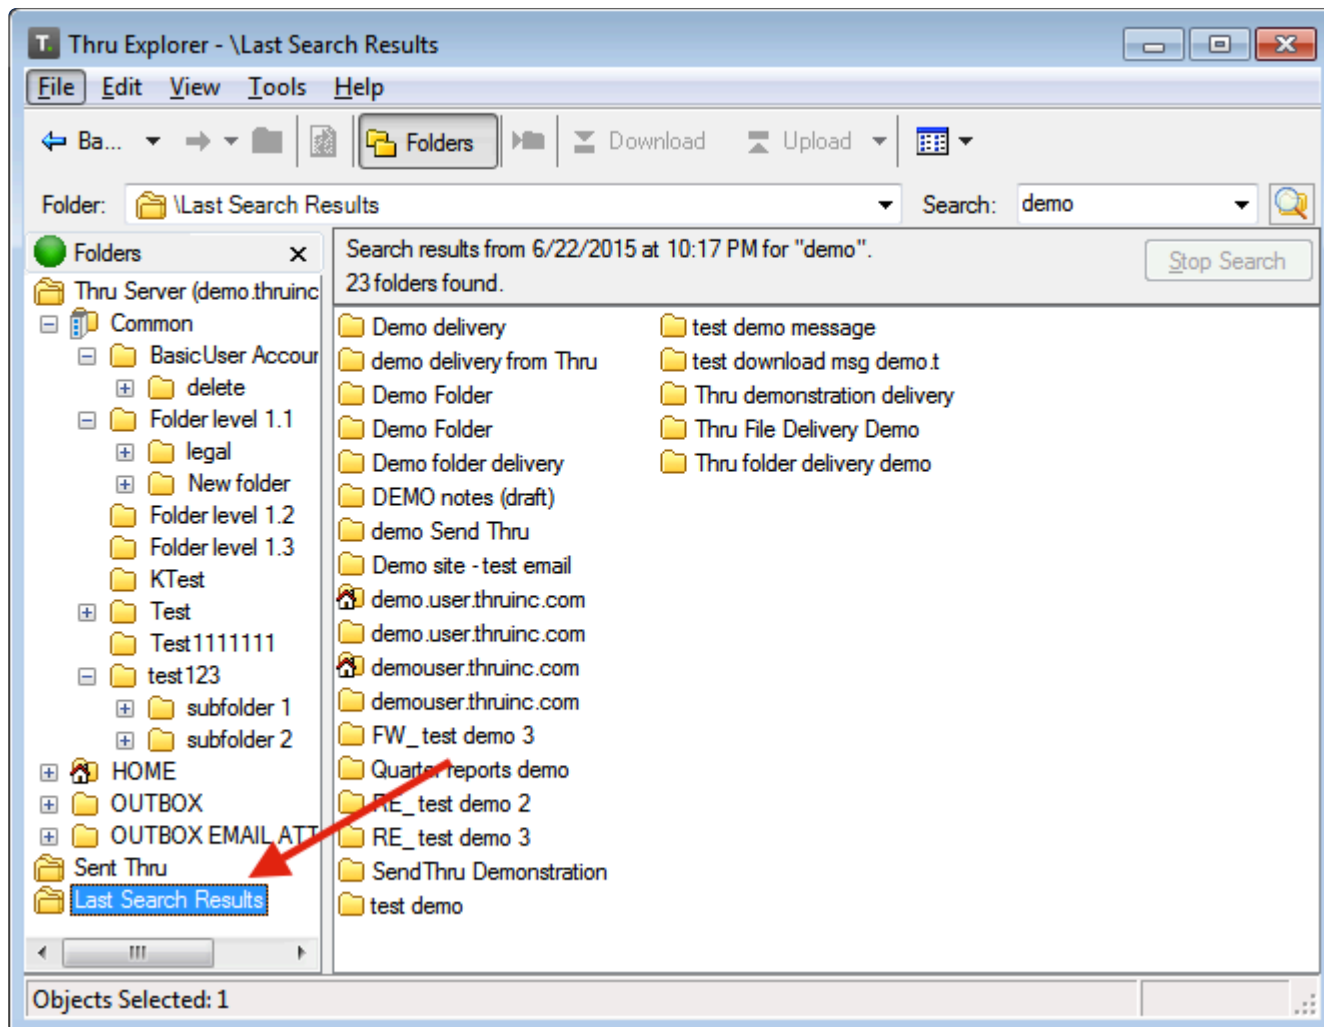 Thru Explorer - \Last Search Results
File Edit View Tools Help
Ba... Folders Download Upload
Folder: \Last Search Results Search: demo
Folders x
Search results from 6/22/2015 at 10:17 PM for "demo".
23 folders found.
Stop Search
Thru Server (demo.thruinc
Common
BasicUser Accour
delete
Folder level 1.1
legal
New folder
Folder level 1.2
Folder level 1.3
KTest
Test
Test1111111
test123
subfolder 1
subfolder 2
HOME
OUTBOX
OUTBOX EMAIL ATT
Sent Thru
Last Search Results
Demo delivery
demo delivery from Thru
Demo Folder
Demo Folder
Demo folder delivery
DEMO notes (draft)
demo Send Thru
Demo site - test email
demo.user.thruinc.com
demo.user.thruinc.com
demouser.thruinc.com
demouser.thruinc.com
FW_ test demo 3
Quarter reports demo
RE_ test demo 2
RE_ test demo 3
SendThru Demonstration
test demo
test demo message
test download msg demo.t
Thru demonstration delivery
Thru File Delivery Demo
Thru folder delivery demo
Objects Selected: 1